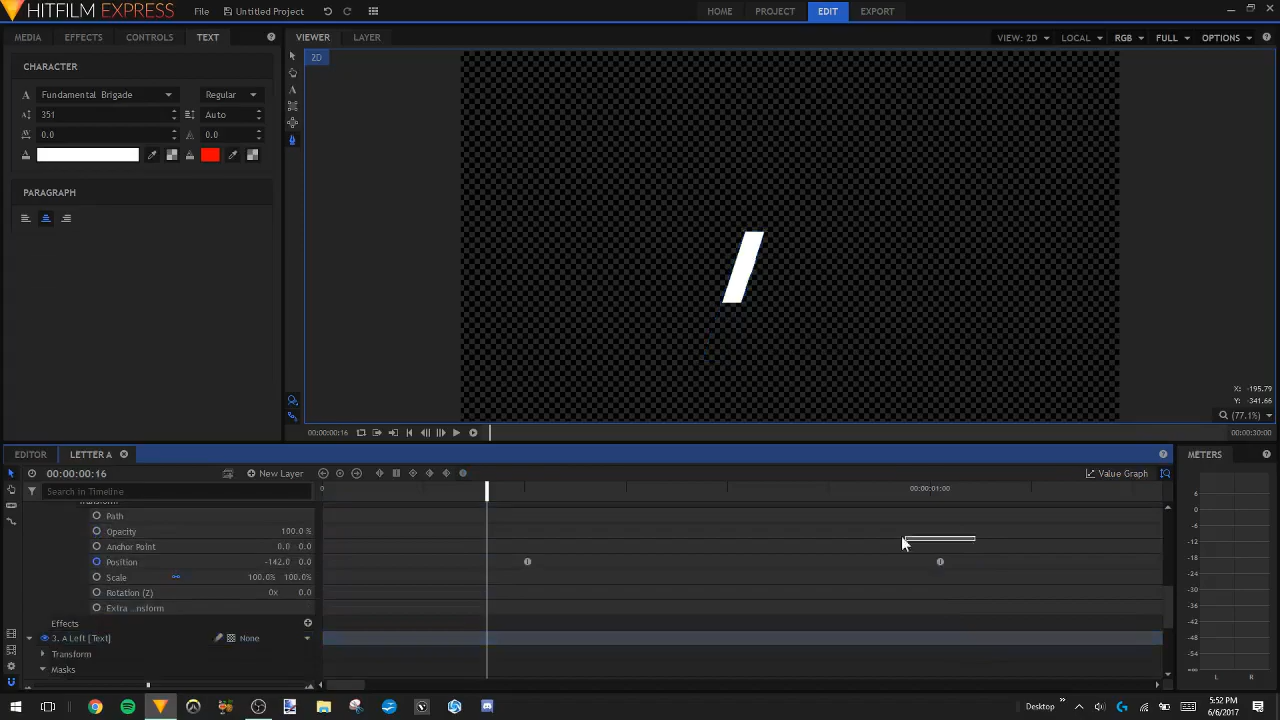 HITFILM EXPRESS
File
Untitled Project
HOME
PROJECT
EDIT
EXPORT
MEDIA
EFFECTS
CONTROLS
TEXT
VIEWER
LAYER
VIEW: 2D
LOCAL
RGB
FULL
OPTIONS
2D
CHARACTER
Fundamental Brigade
Regular
351
Auto
0.0
0.0
PARAGRAPH
X: -195.79
Y: -341.66
(77.1%)
00:00:00:16
00:00:30:00
EDITOR
LETTER A
METERS
00:00:00:16
New Layer
Value Graph
Search in Timeline
0
00:00:01:00
Path
Opacity
100.0 %
Anchor Point
0.0 0.0
Position
-142.0 0.0
Scale
100.0% 100.0%
Rotation (Z)
0x 0.0
Extra ...nsform
Effects
3. A Left [Text]
None
Transform
Masks
6
0
-6
-12
-18
-24
-30
-36
-42
-48
-54
-∞
L
R
Desktop
5:52 PM
6/6/2017